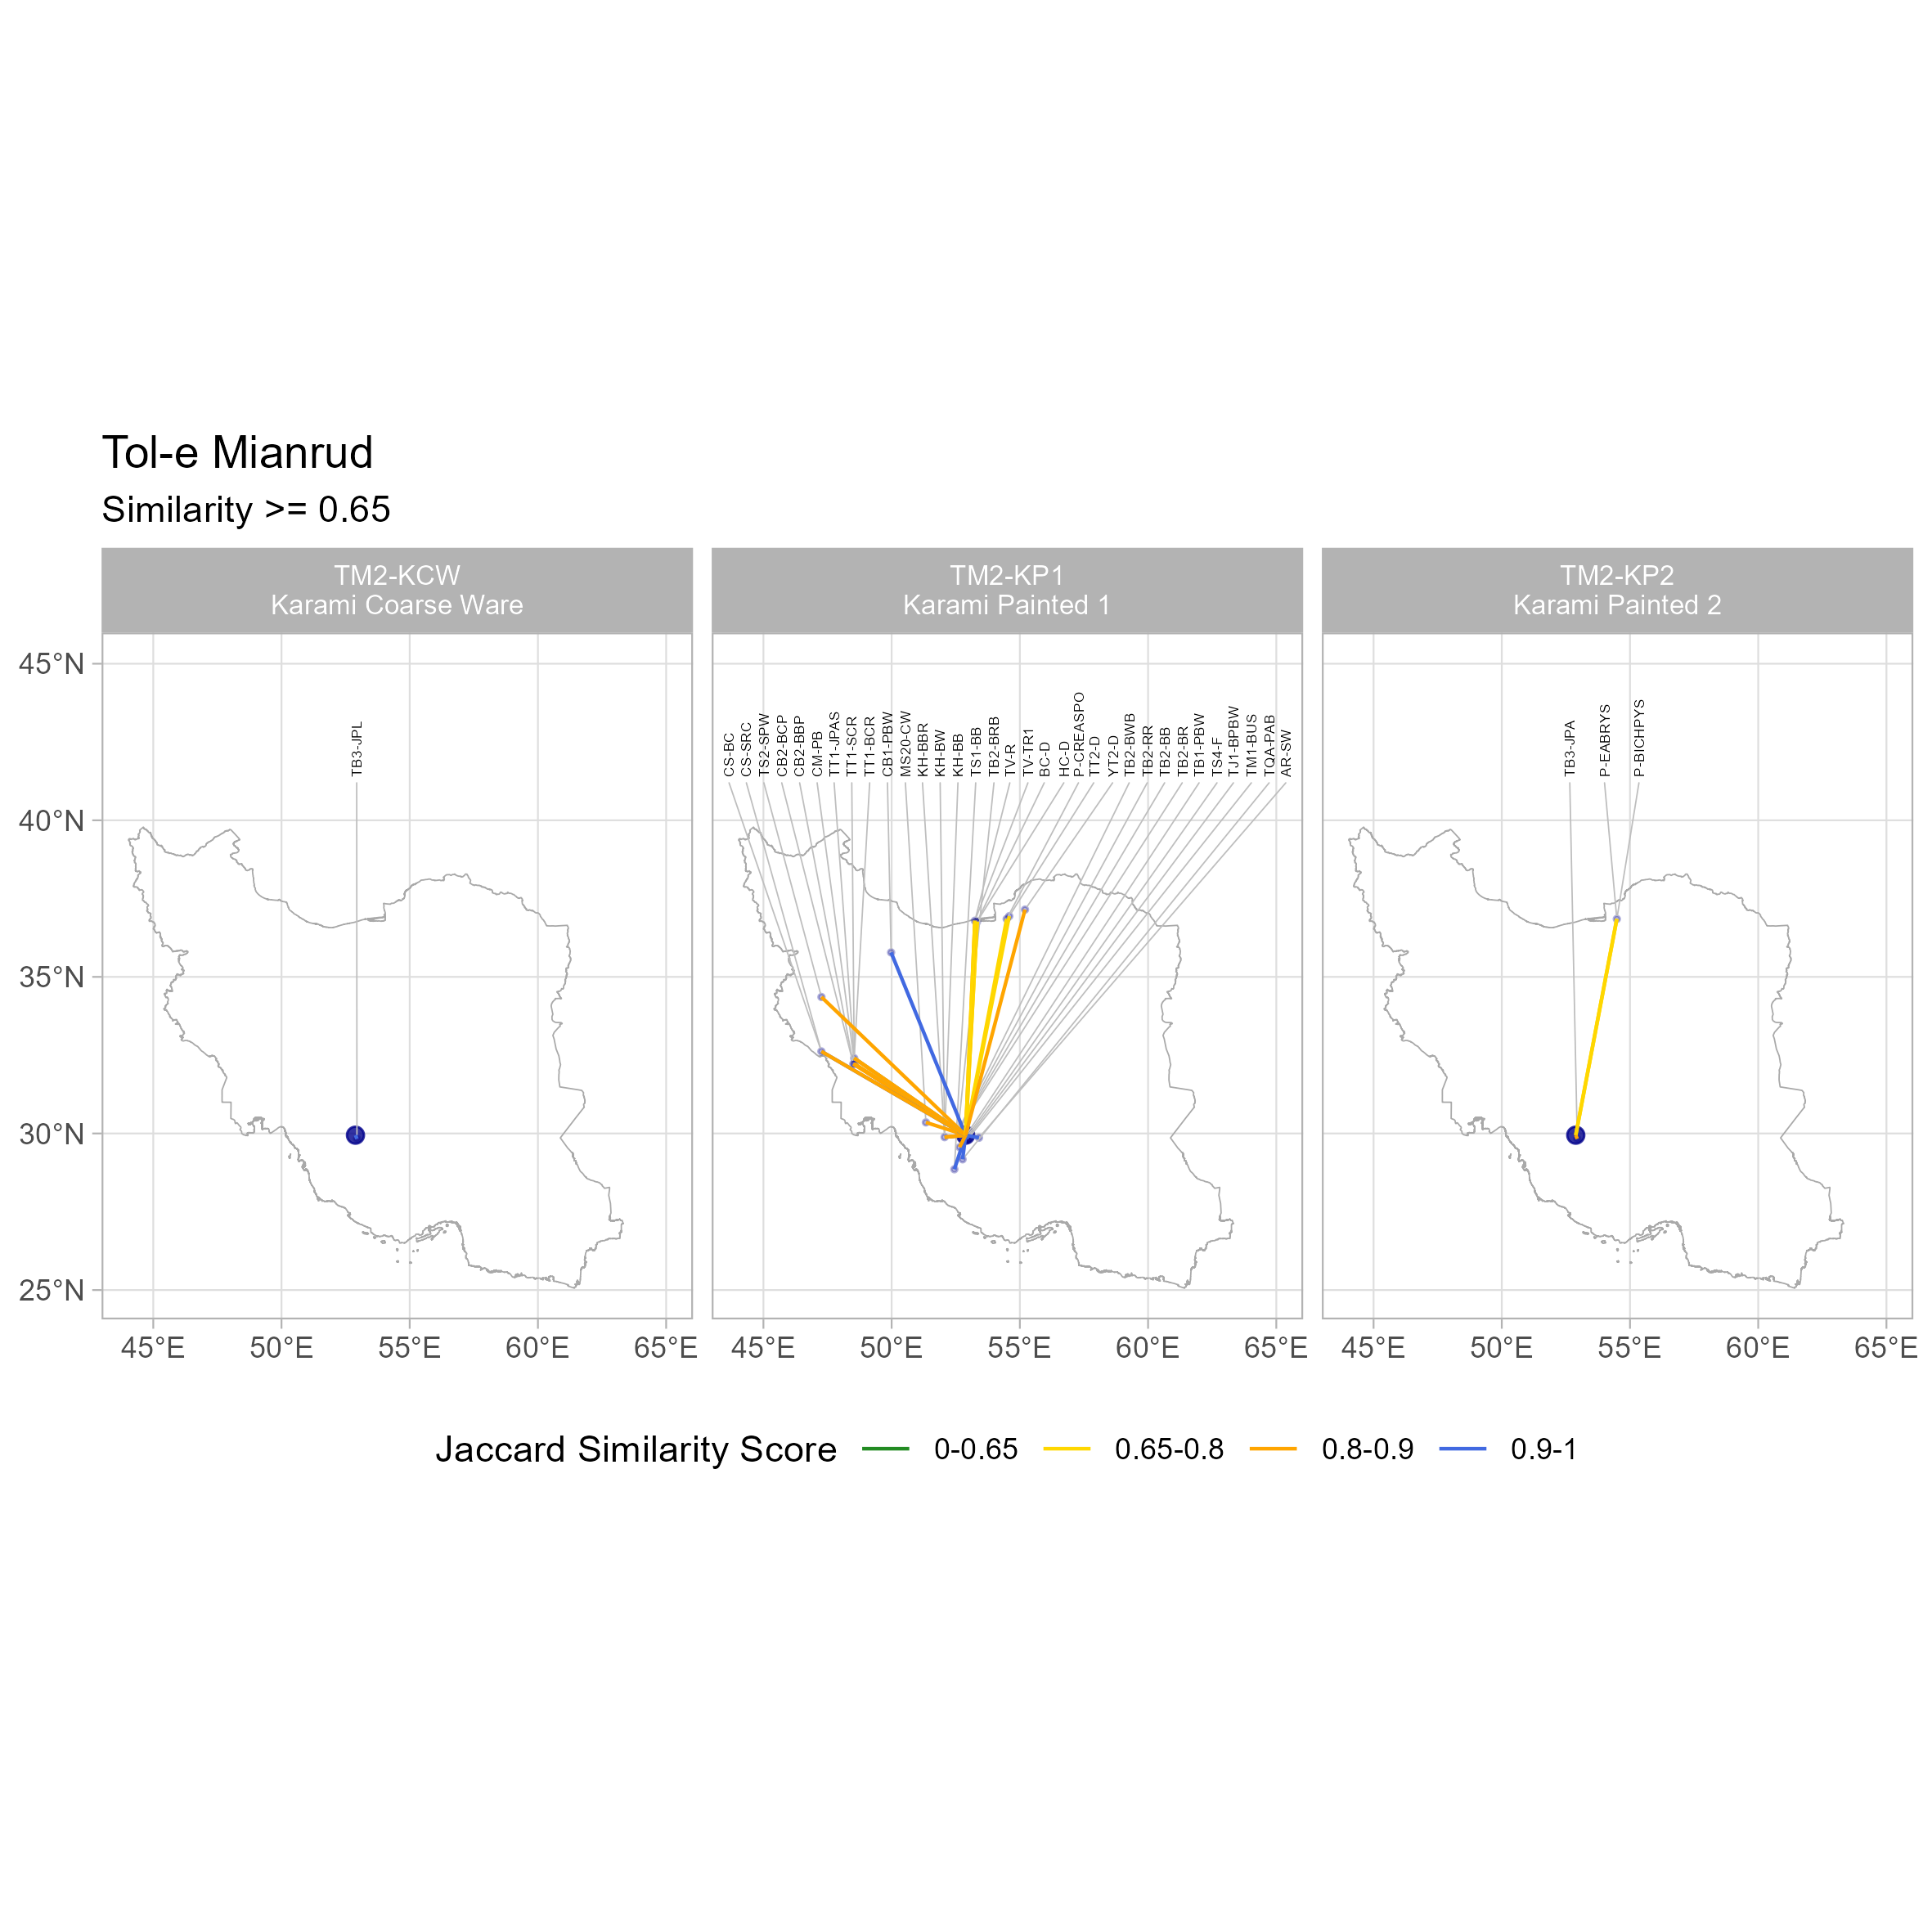 Tol-e Mianrud
Similarity >= 0.65
TM2-KCW
Karami Coarse Ware
TM2-KP1
Karami Painted 1
TM2-KP2
Karami Painted 2
45°N
40°N
35°N
30°N
25°N
TB3-JPL
CS-BC
CS-SRC
TS2-SPW
CB2-BCP
CB2-BBP
CM-PB
TT1-JPAS
TT1-SCR
TT1-BCR
CB1-PBW
MS20-CW
KH-BBR
KH-BW
KH-BB
TS1-BB
TB2-BRB
TV-R
TV-TR1
BC-D
HC-D
P-CREASPO
TT2-D
YT2-D
TB2-BWB
TB2-RR
TB2-BB
TB2-BR
TB1-PBW
TS4-F
TJ1-BPBW
TM1-BUS
TQA-PAB
AR-SW
TB3-JPA
P-EABRYS
P-BICHPYS
45°E 50°E 55°E 60°E 65°E
45°E 50°E 55°E 60°E 65°E
45°E 50°E 55°E 60°E 65°E
Jaccard Similarity Score 0-0.65 0.65-0.8 0.8-0.9 0.9-1